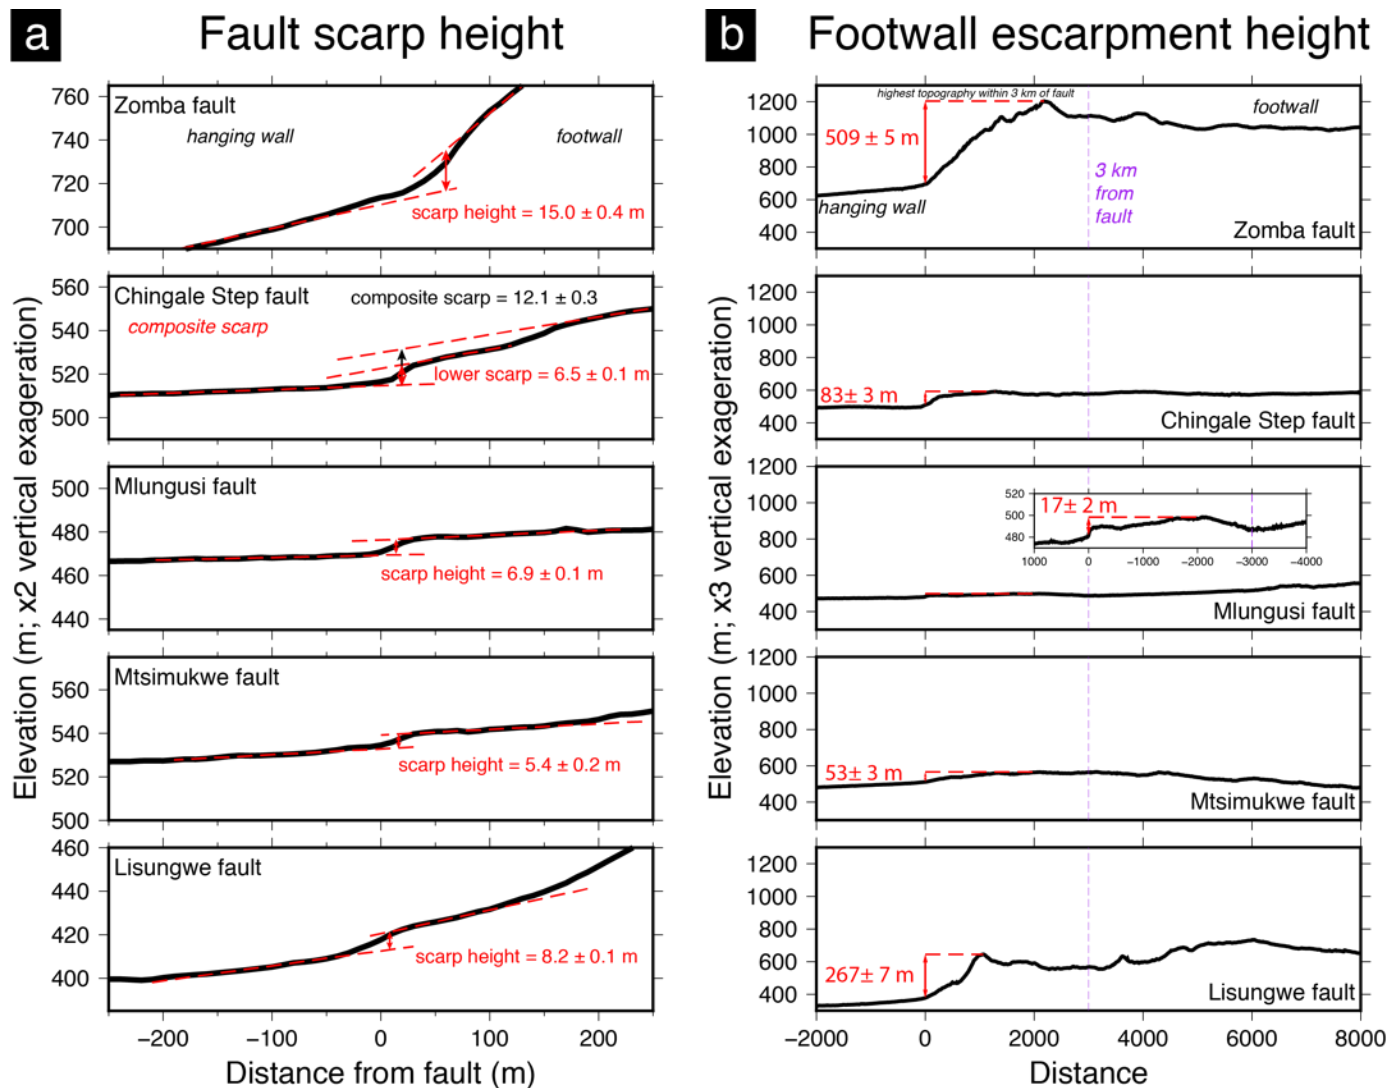 a Fault scarp height
760
740
720
700
Zomba fault
hanging wall
footwall
scarp height = 15.0 ± 0.4 m
560
540
520
500
Chingale Step fault
composite scarp = 12.1 ± 0.3
composite scarp
lower scarp = 6.5 ± 0.1 m
500
480
460
440
Mlungusi fault
scarp height = 6.9 ± 0.1 m
560
540
520
500
Mtsimukwe fault
scarp height = 5.4 ± 0.2 m
460
440
420
400
Lisungwe fault
scarp height = 8.2 ± 0.1 m
−200 −100 0 100 200
Distance from fault (m)
Elevation (m; x2 vertical exageration)
b Footwall escarpment height
1200
1000
800
600
400
highest topography within 3 km of fault
footwall
509 ± 5 m
3 km
from
fault
hanging wall
Zomba fault
1200
1000
800
600
400
83± 3 m
Chingale Step fault
1200
1000
800
600
400
520
500
480
17± 2 m
1000 0 −1000 −2000 −3000 −4000
Mlungusi fault
1200
1000
800
600
400
53± 3 m
Mtsimukwe fault
1200
1000
800
600
400
267± 7 m
Lisungwe fault
−2000 0 2000 4000 6000 8000
Distance
Elevation (m; x3 vertical exageration)